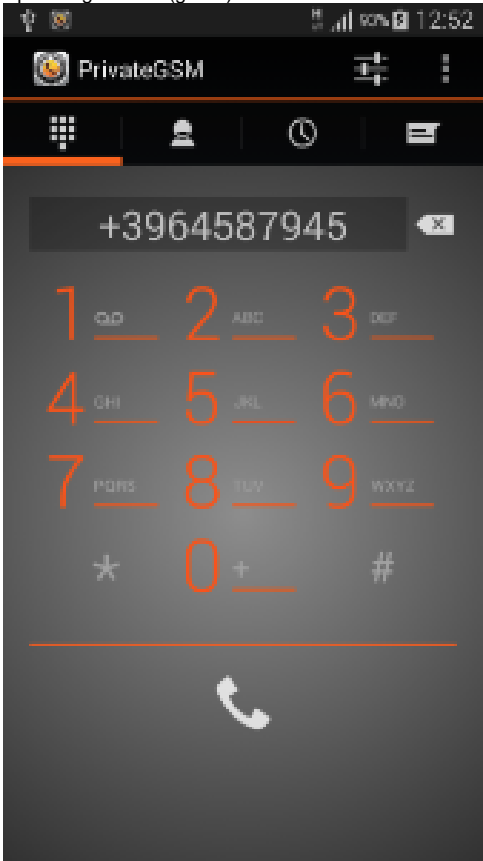 93% 12:52
PrivateGSM
+3964587945
1 2 ABC 3 DEF
4 GHI 5 JKL 6 MNO
7 PQRS 8 TUV 9 WXYZ
* 0 + #